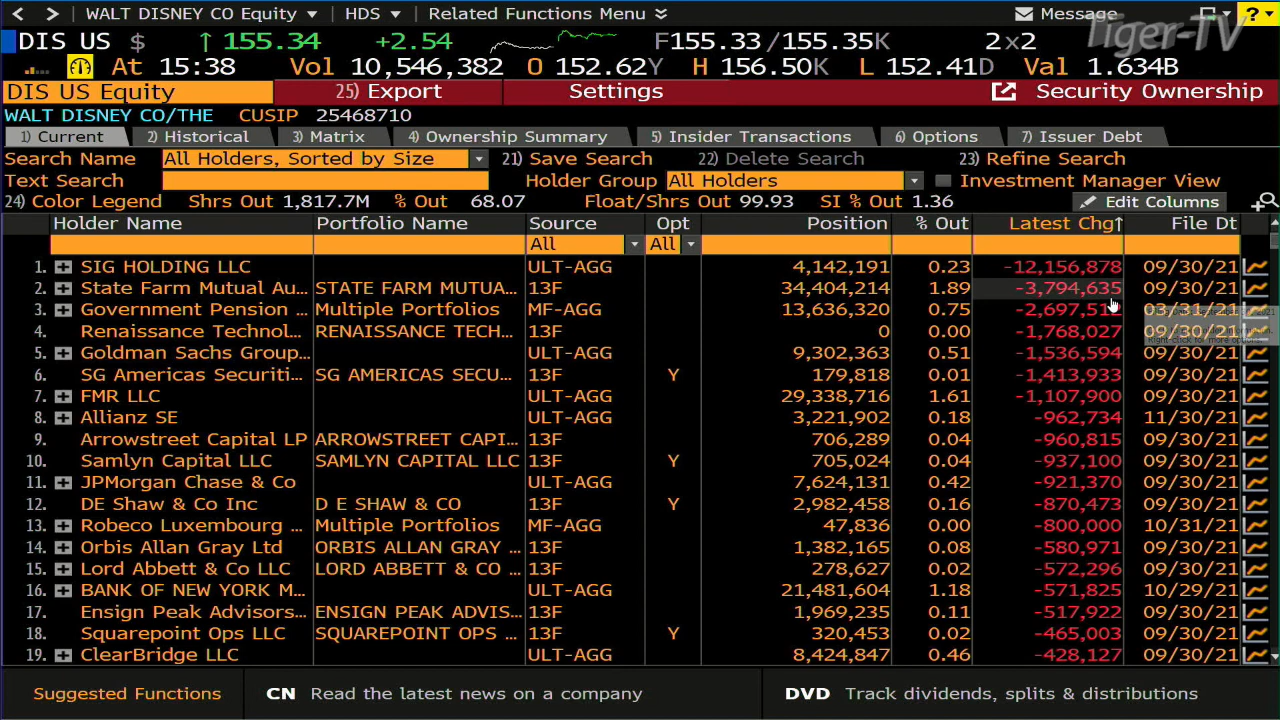 < > WALT DISNEY CO Equity HDS Related Functions Menu Message ?
DIS US $ ↑ 155.34 +2.54 F155.33 /155.35K 2x2 Tiger-TV
At 15:38 Vol 10,546,382 O 152.62Y H 156.50K L 152.41D Val 1.634B
DIS US Equity 25) Export Settings Security Ownership
WALT DISNEY CO/THE CUSIP 25468710
1) Current 2) Historical 3) Matrix 4) Ownership Summary 5) Insider Transactions 6) Options 7) Issuer Debt
Search Name All Holders, Sorted by Size 21) Save Search 22) Delete Search 23) Refine Search
Text Search Holder Group All Holders Investment Manager View
24) Color Legend Shrs Out 1,817.7M % Out 68.07 Float/Shrs Out 99.93 SI % Out 1.36 Edit Columns
Holder Name Portfolio Name Source Opt Position % Out Latest Chg↑ File Dt
All All
1. SIG HOLDING LLC ULT-AGG 4,142,191 0.23 -12,156,878 09/30/21
2. State Farm Mutual Au... STATE FARM MUTUA... 13F 34,404,214 1.89 -3,794,635 09/30/21
3. Government Pension ... Multiple Portfolios MF-AGG 13,636,320 0.75 -2,697,512 03/31/21
4. Renaissance Technol... RENAISSANCE TECH... 13F 0 0.00 -1,768,027 09/30/21
Right-click for more options.
5. Goldman Sachs Group... ULT-AGG 9,302,363 0.51 -1,536,594 09/30/21
6. SG Americas Securiti... SG AMERICAS SECU... 13F Y 179,818 0.01 -1,413,933 09/30/21
7. FMR LLC ULT-AGG 29,338,716 1.61 -1,107,900 09/30/21
8. Allianz SE ULT-AGG 3,221,902 0.18 -962,734 11/30/21
9. Arrowstreet Capital LP ARROWSTREET CAPI... 13F 706,289 0.04 -960,815 09/30/21
10. Samlyn Capital LLC SAMLYN CAPITAL LLC 13F Y 705,024 0.04 -937,100 09/30/21
11. JPMorgan Chase & Co ULT-AGG 7,624,131 0.42 -921,370 09/30/21
12. DE Shaw & Co Inc D E SHAW & CO 13F Y 2,982,458 0.16 -870,473 09/30/21
13. Robeco Luxembourg ... Multiple Portfolios MF-AGG 47,836 0.00 -800,000 10/31/21
14. Orbis Allan Gray Ltd ORBIS ALLAN GRAY ... 13F 1,382,165 0.08 -580,971 09/30/21
15. Lord Abbett & Co LLC LORD ABBETT & CO ... 13F 278,627 0.02 -572,296 09/30/21
16. BANK OF NEW YORK M... ULT-AGG 21,481,604 1.18 -571,825 10/29/21
17. Ensign Peak Advisors... ENSIGN PEAK ADVIS... 13F 1,969,235 0.11 -517,922 09/30/21
18. Squarepoint Ops LLC SQUAREPOINT OPS ... 13F Y 320,453 0.02 -465,003 09/30/21
19. ClearBridge LLC ULT-AGG 8,424,847 0.46 -428,127 09/30/21
Suggested Functions CN Read the latest news on a company DVD Track dividends, splits & distributions